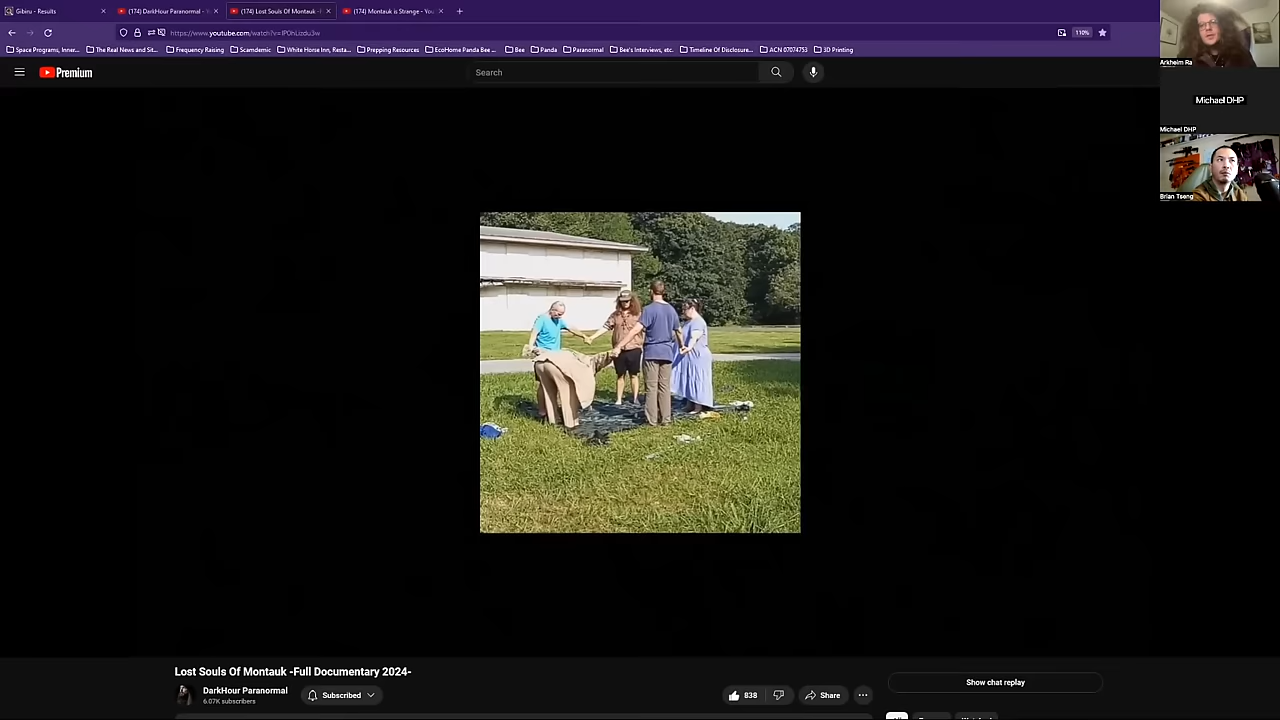 Gibiru - Results
(174) DarkHour Paranormal - Y
(174) Lost Souls Of Montauk -
(174) Montauk is Strange - You
https://www.youtube.com/watch?v=
110%
Space Programs, Inner...
The Real News and Sit...
Frequency Raising
Scamdemic
White Horse Inn, Resta...
Prepping Resources
EcoHome Panda Bee ...
Bee
Panda
Paranormal
Bee's Interviews, etc.
Timeline Of Disclosure...
ACN 07074753
3D Printing
Arkheim Ra
Premium
Search
Michael DHP
Michael DHP
Brian Tseng
Lost Souls Of Montauk -Full Documentary 2024-
DarkHour Paranormal
6.07K subscribers
Subscribed
838
Share
Show chat replay